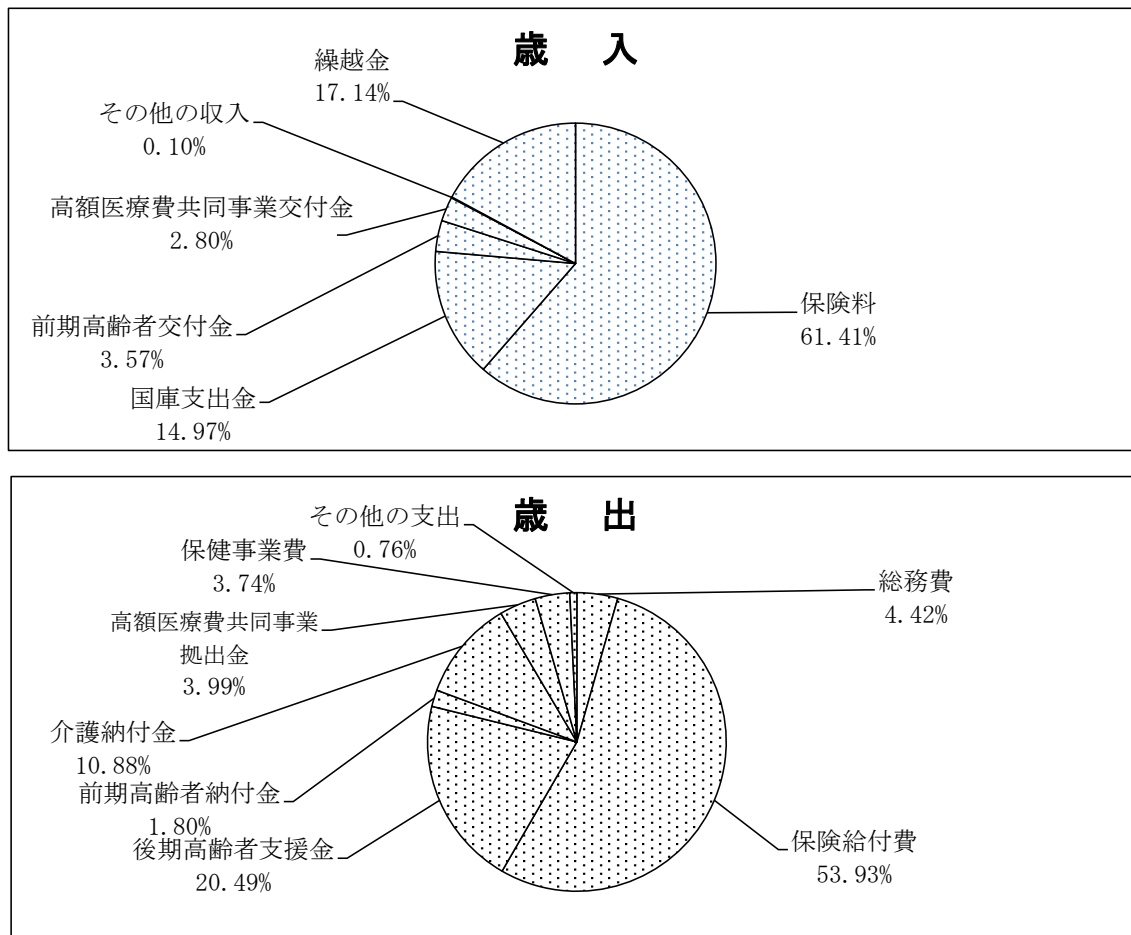 歳 入
繰越金
17.14%
その他の収入
0.10%
高額医療費共同事業交付金
2.80%
前期高齢者交付金
3.57%
国庫支出金
14.97%
保険料
61.41%
歳 出
その他の支出
0.76%
保健事業費
3.74%
高額医療費共同事業
拠出金
3.99%
介護納付金
10.88%
前期高齢者納付金
1.80%
後期高齢者支援金
20.49%
総務費
4.42%
保険給付費
53.93%